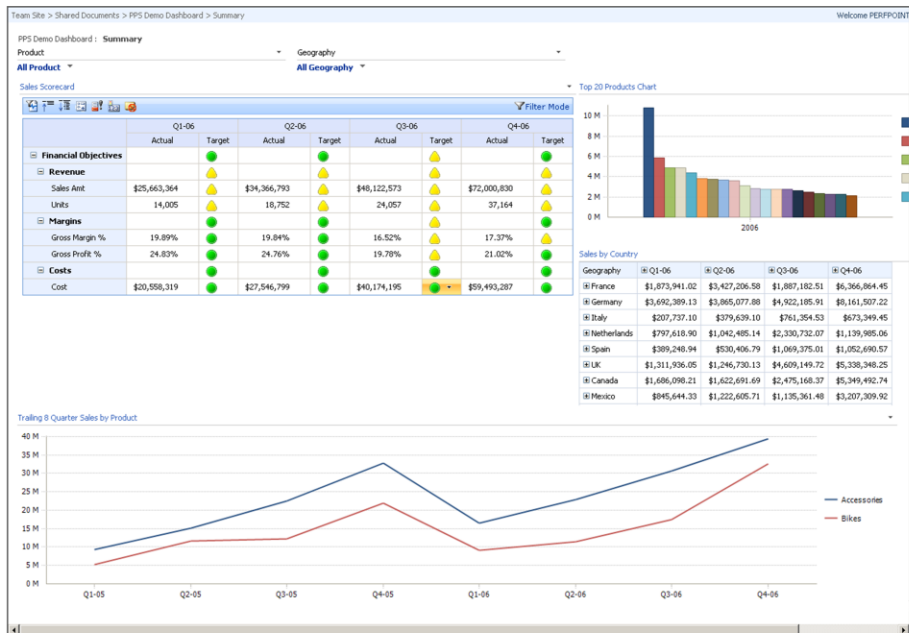 Team Site > Shared Documents > PPS Demo Dashboard > Summary
Welcome PERFPOINT
PPS Demo Dashboard : Summary
Product
Geography
All Product
All Geography
Sales Scorecard
Filter Mode
Q1-06 Q2-06 Q3-06 Q4-06
Actual Target Actual Target Actual Target Actual Target
Financial Objectives
Revenue
Sales Amt $25,663,364 $34,366,793 $48,122,573 $72,000,830
Units 14,005 18,752 24,057 37,164
Margins
Gross Margin % 19.89% 19.84% 16.52% 17.37%
Gross Profit % 24.83% 24.76% 19.78% 21.02%
Costs
Cost $20,558,319 $27,546,799 $40,174,195 $59,493,287
Top 20 Products Chart
10 M
8 M
6 M
4 M
2 M
0 M
2006
Sales by Country
Geography Q1-06 Q2-06 Q3-06 Q4-06
France $1,873,941.02 $3,427,206.58 $1,887,182.51 $6,366,864.45
Germany $3,692,389.13 $3,865,077.88 $4,922,185.91 $8,161,507.22
Italy $207,737.10 $379,639.10 $761,354.53 $673,349.45
Netherlands $797,618.90 $1,042,485.14 $2,330,732.07 $1,139,985.06
Spain $389,248.94 $530,406.79 $1,069,375.01 $1,052,690.57
UK $1,311,936.05 $1,246,730.13 $4,609,149.72 $5,338,348.25
Canada $1,686,098.21 $1,622,691.69 $2,475,168.37 $5,349,492.74
Mexico $845,644.33 $1,222,605.71 $1,135,361.48 $3,207,309.92
Trailing 8 Quarter Sales by Product
40 M
35 M
30 M
25 M
20 M
15 M
10 M
5 M
0 M
Q1-05 Q2-05 Q3-05 Q4-05 Q1-06 Q2-06 Q3-06 Q4-06
Accessories
Bikes